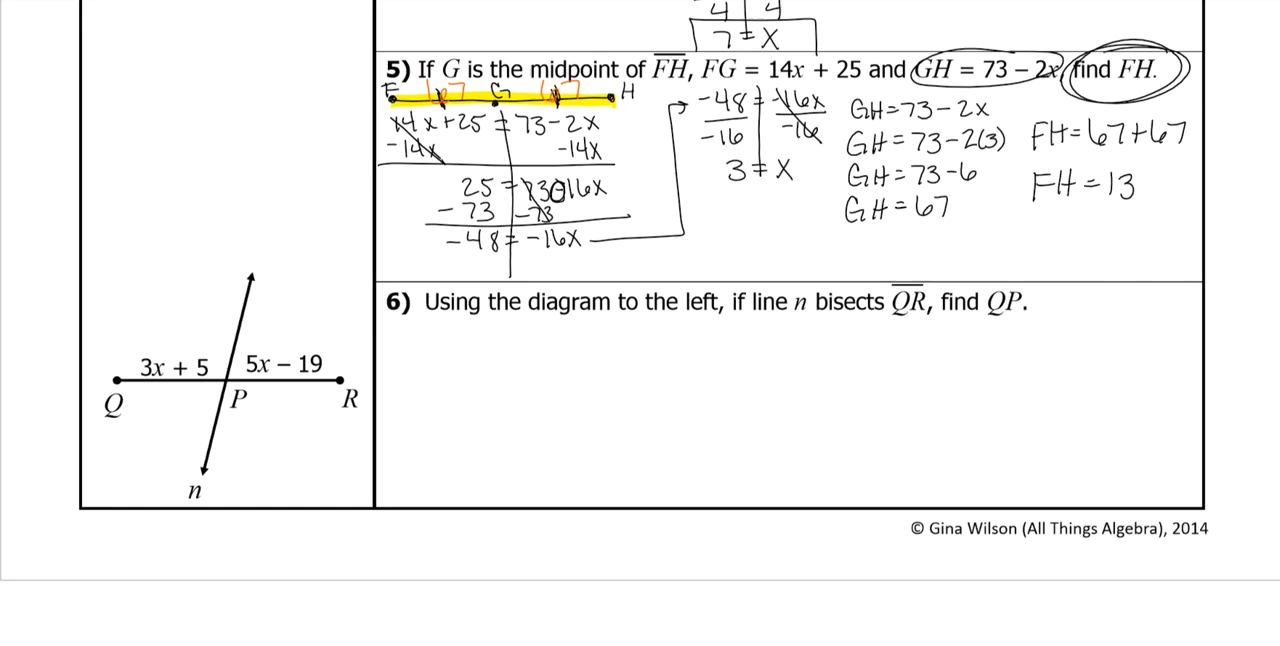 4 4
7 = X
5) If G is the midpoint of FH, FG = 14x + 25 and GH = 73 – 2x, find FH.
F 67 G 67 H
14x+25 = 73-2x
-14x -14x
25 = 73-16x
-73 -73
-48 = -16x
-48 = -16x
-16 -16
3 = X
GH=73-2x
GH=73-2(3)
GH=73-6
GH=67
FH=67+67
FH=13
6) Using the diagram to the left, if line n bisects QR, find QP.
3x + 5 5x – 19
Q P R
n
© Gina Wilson (All Things Algebra), 2014